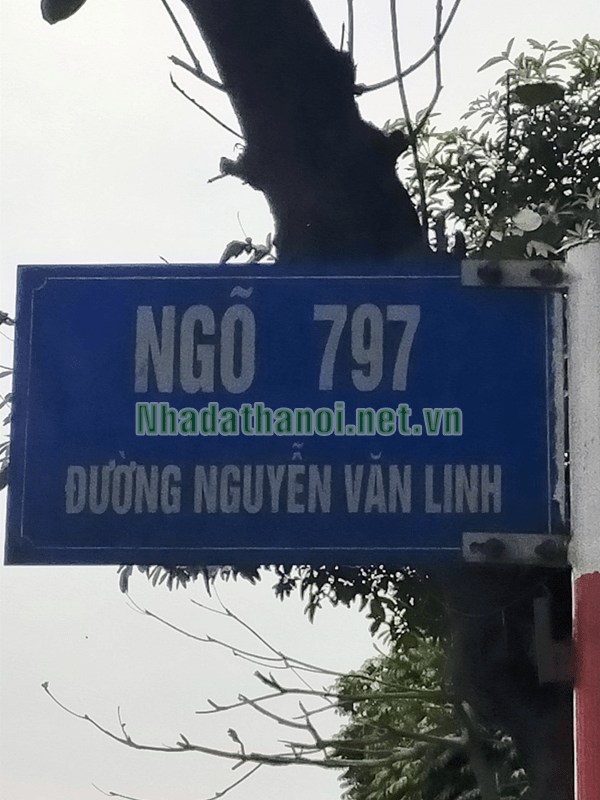 NGÕ 797
Nhadathanoi.net.vn
ĐƯỜNG NGUYỄN VĂN LINH